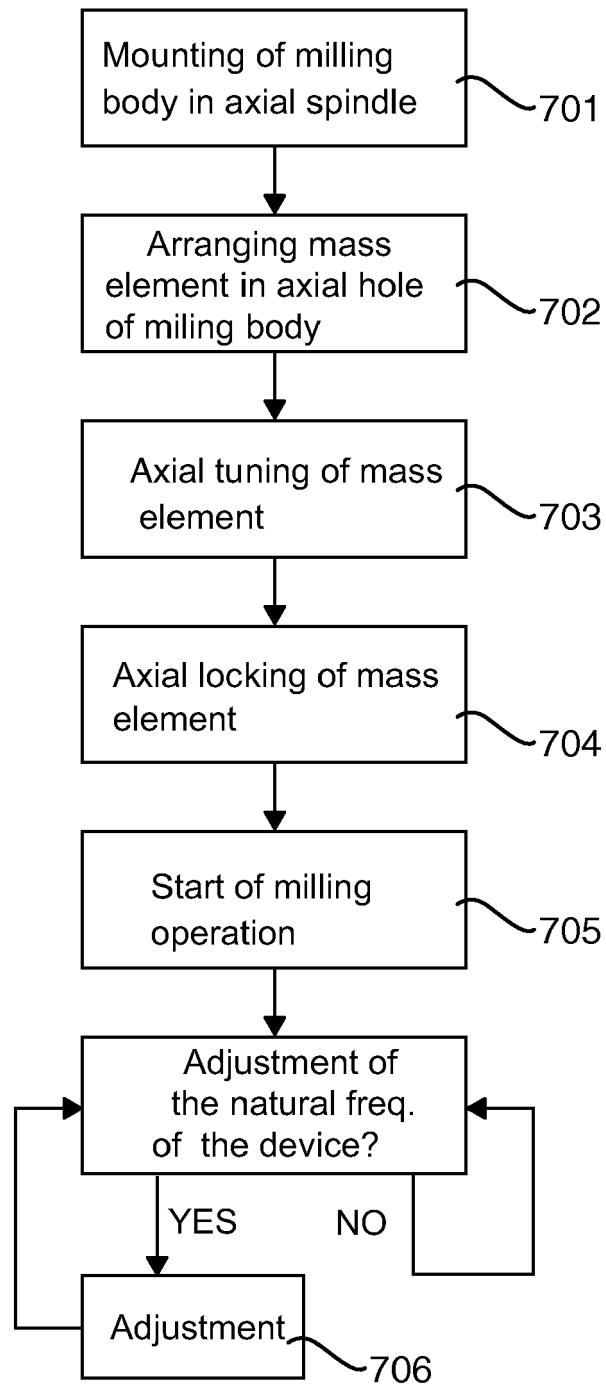 Mounting of milling
body in axial spindle
701
Arranging mass
element in axial hole
of miling body
702
Axial tuning of mass
element
703
Axial locking of mass
element
704
Start of milling
operation
705
Adjustment of
the natural freq.
of the device?
YES
NO
Adjustment
706